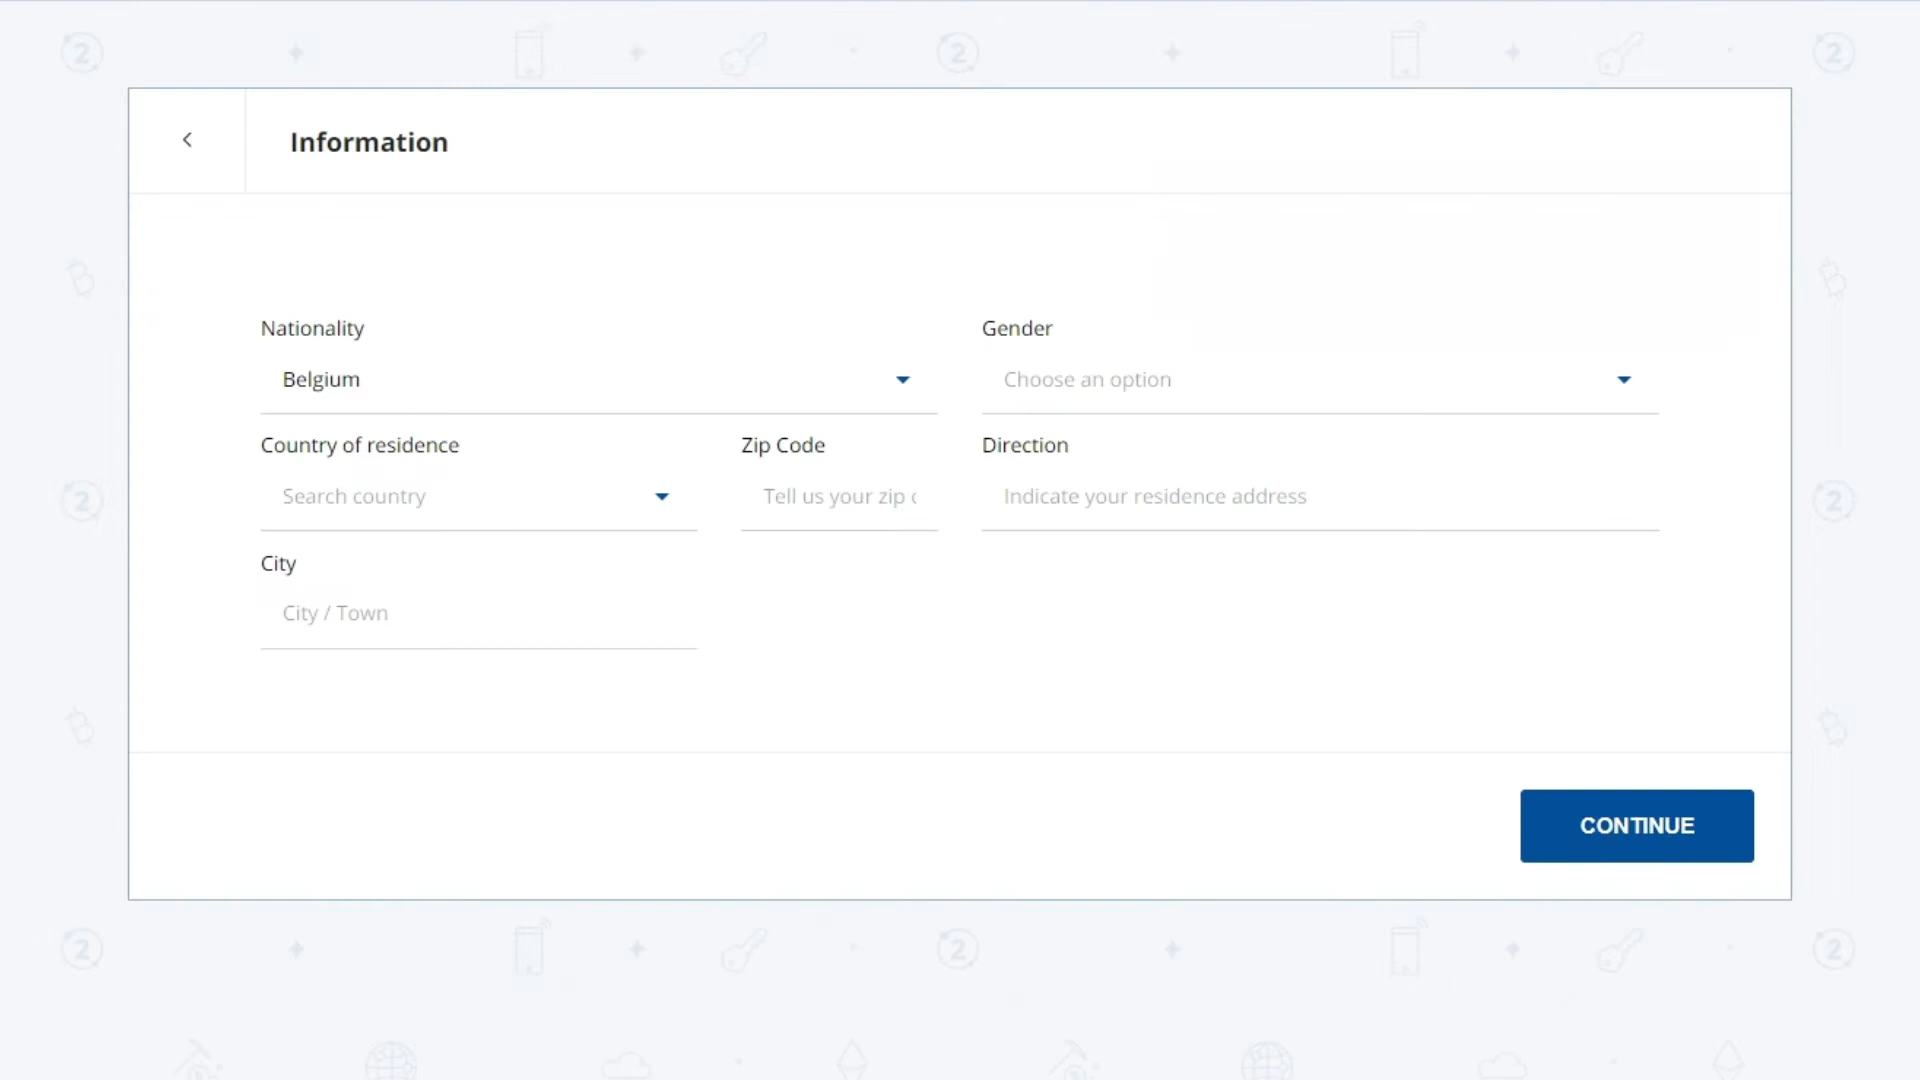 Information
Nationality
Belgium
Gender
Choose an option
Country of residence
Search country
Zip Code
Tell us your zip c
Direction
Indicate your residence address
City
City / Town
CONTINUE